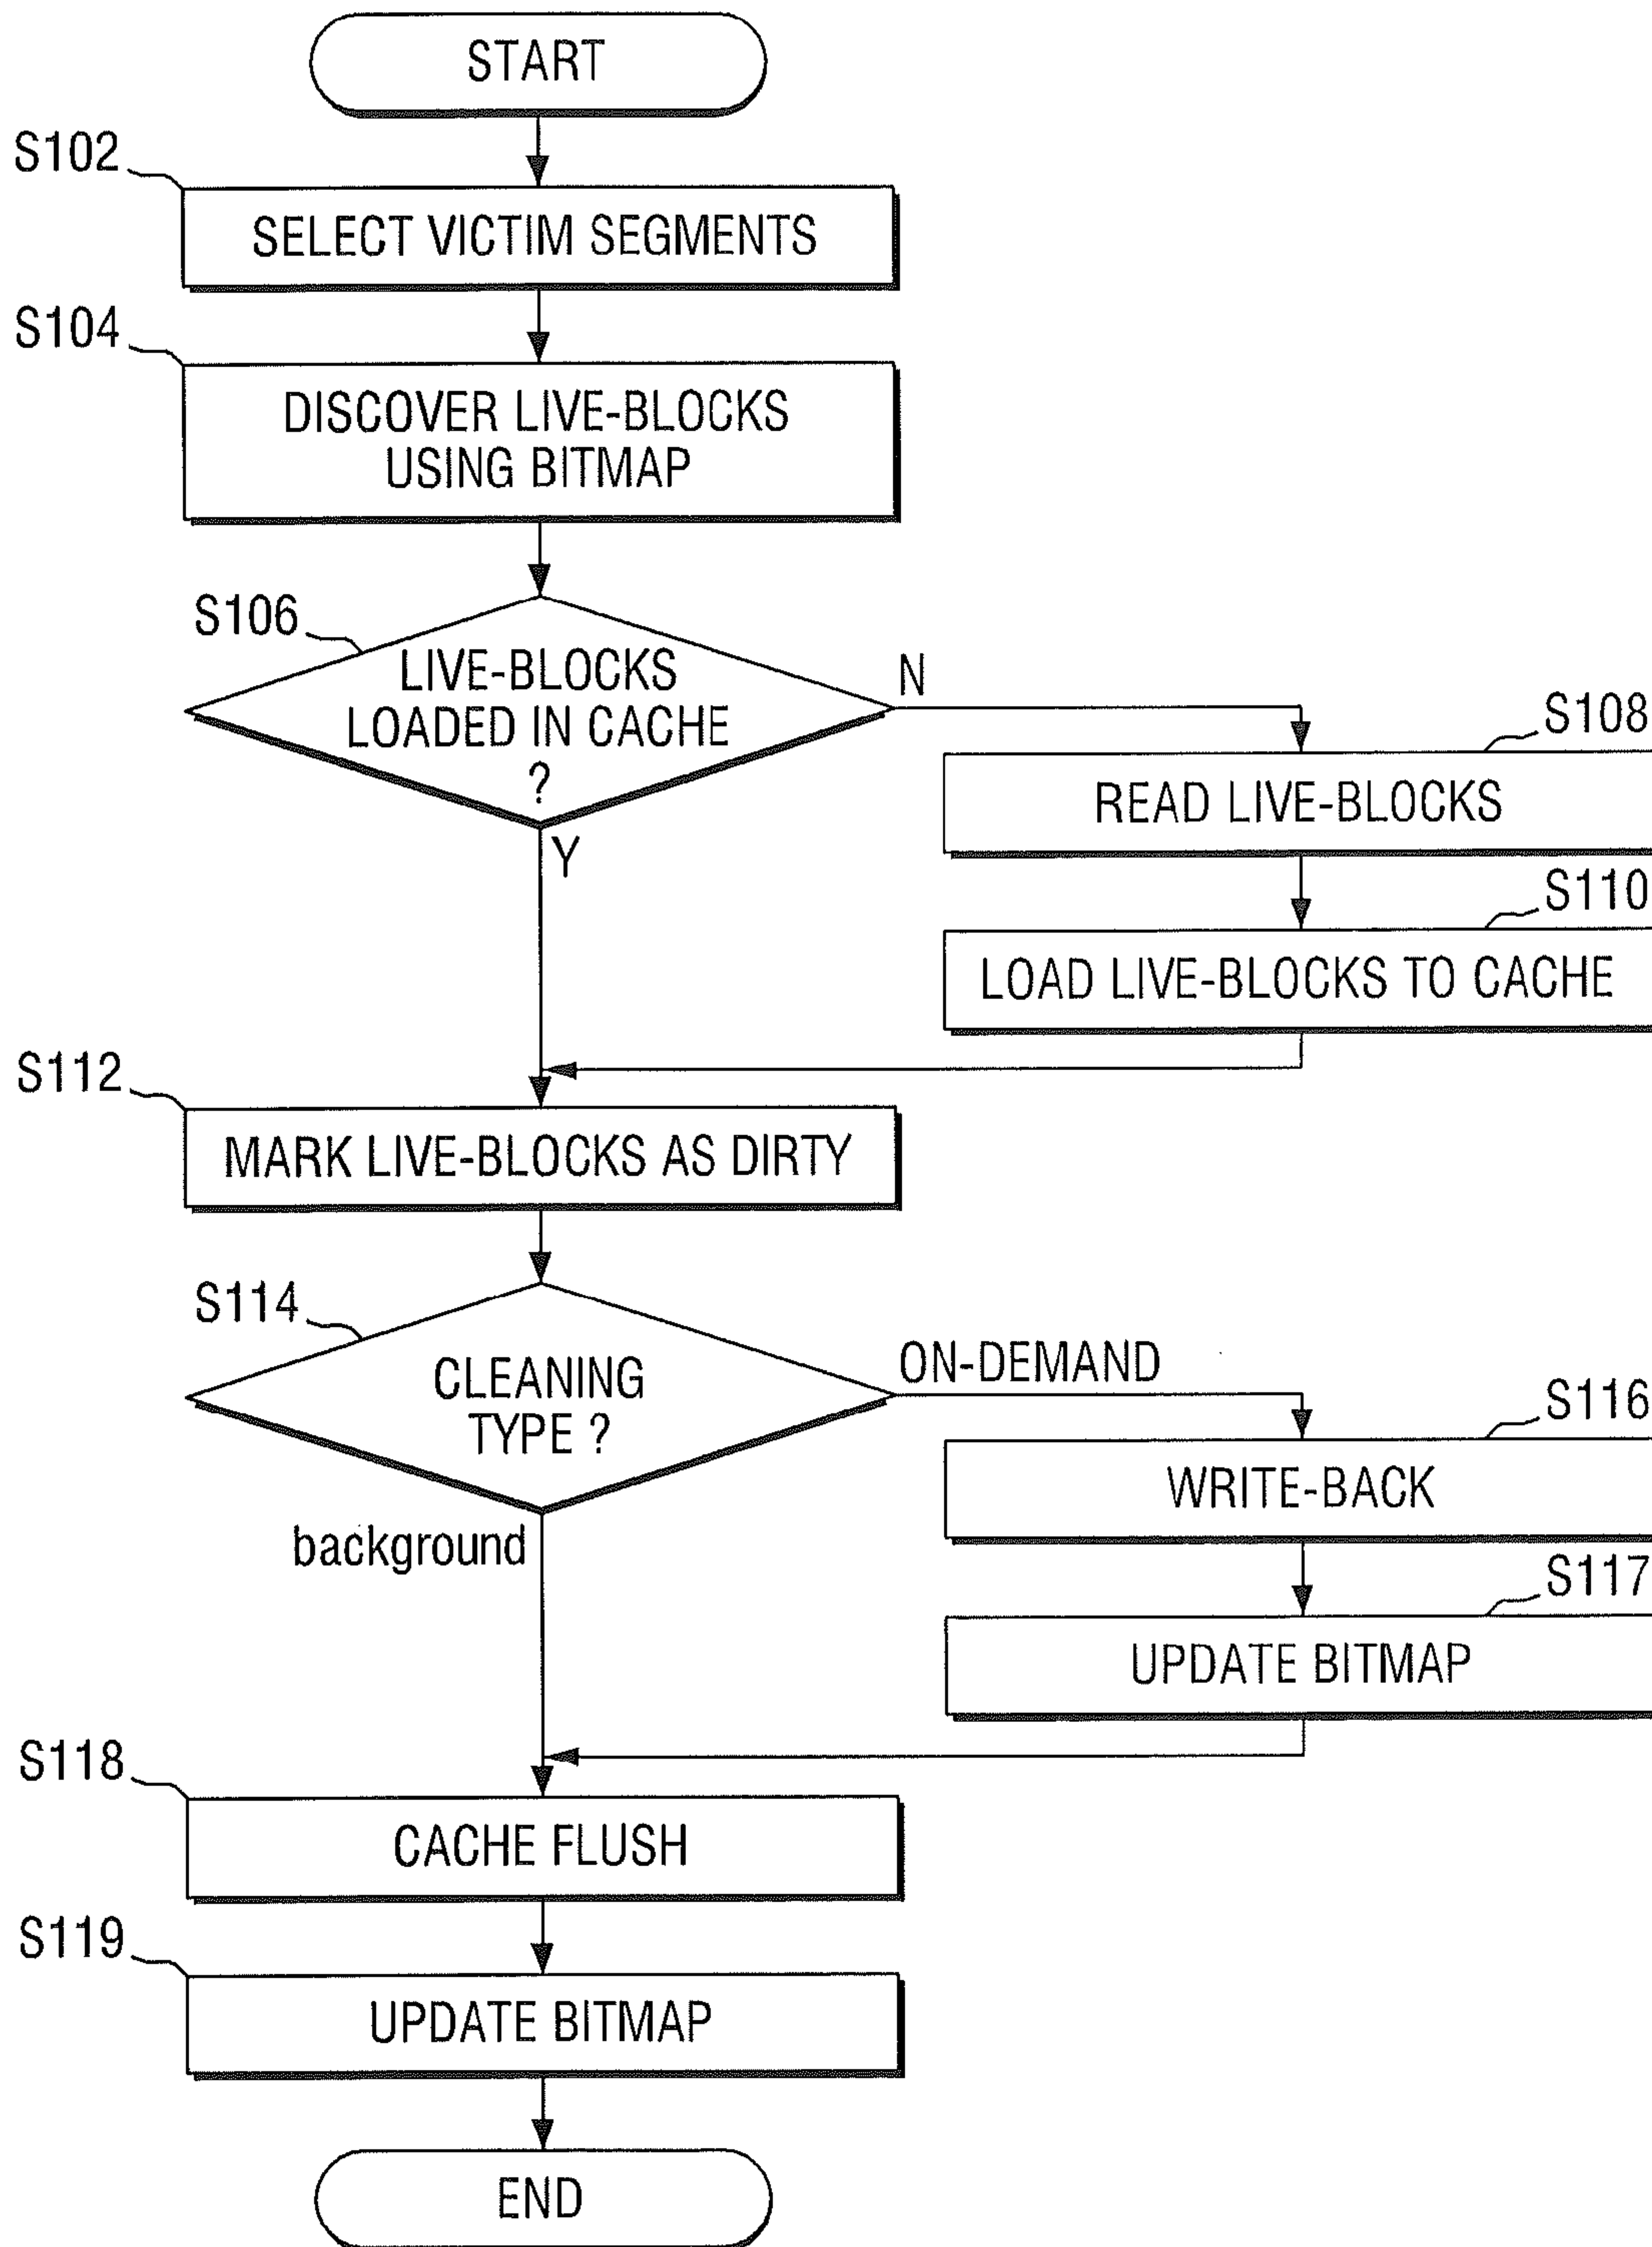 START
S102
SELECT VICTIM SEGMENTS
S104
DISCOVER LIVE-BLOCKS
USING BITMAP
S106
LIVE-BLOCKS
LOADED IN CACHE
?
N
Y
S108
READ LIVE-BLOCKS
S110
LOAD LIVE-BLOCKS TO CACHE
S112
MARK LIVE-BLOCKS AS DIRTY
S114
CLEANING
TYPE ?
ON-DEMAND
background
S116
WRITE-BACK
S117
UPDATE BITMAP
S118
CACHE FLUSH
S119
UPDATE BITMAP
END